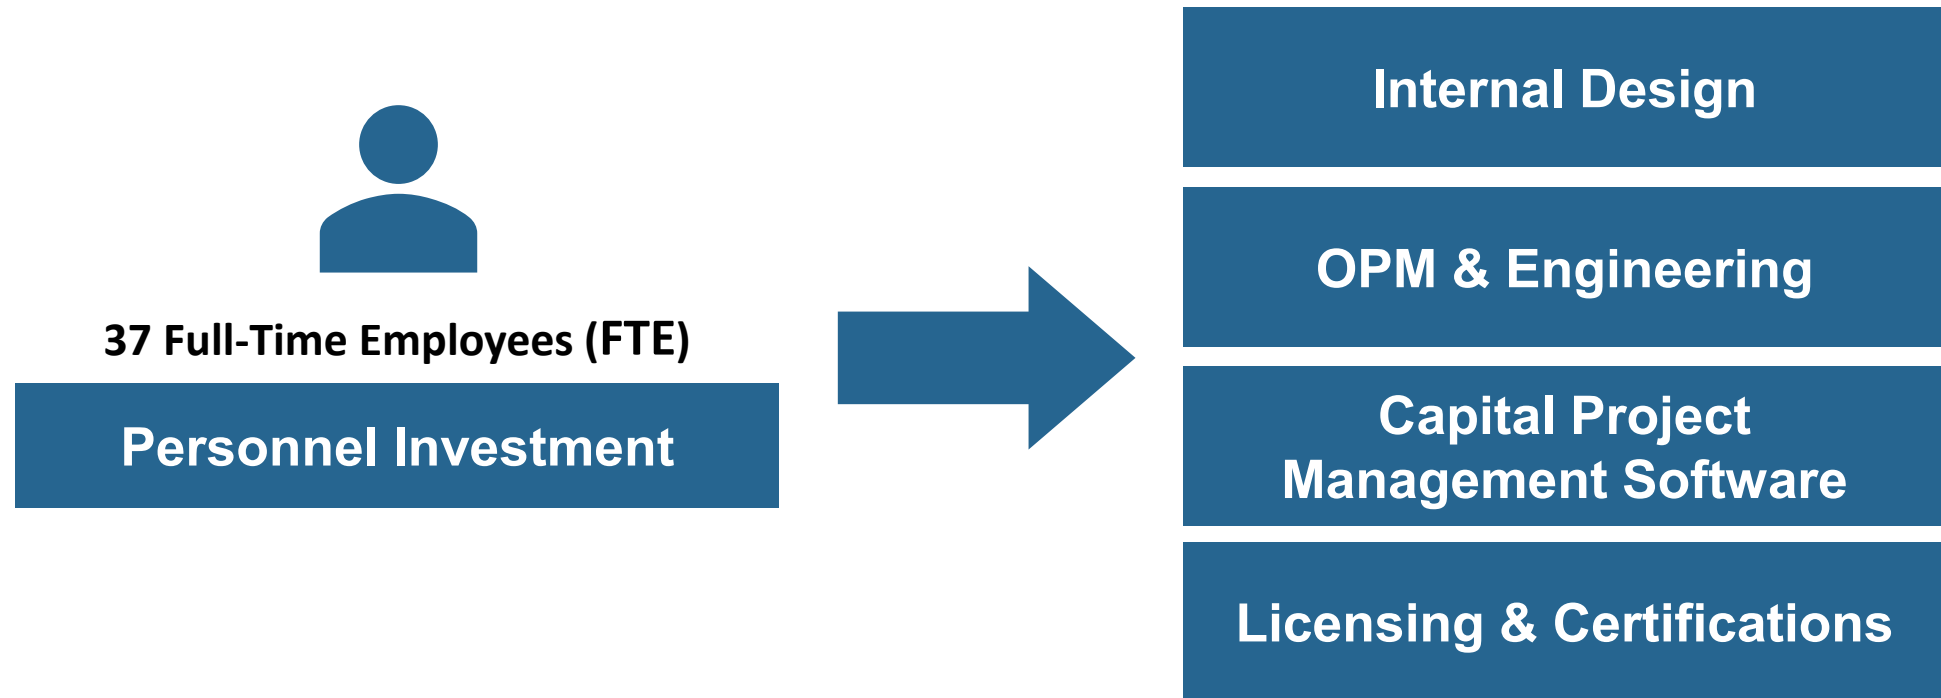 37 Full-Time Employees (FTE)
Personnel Investment
Internal Design
OPM & Engineering
Capital Project
Management Software
Licensing & Certifications